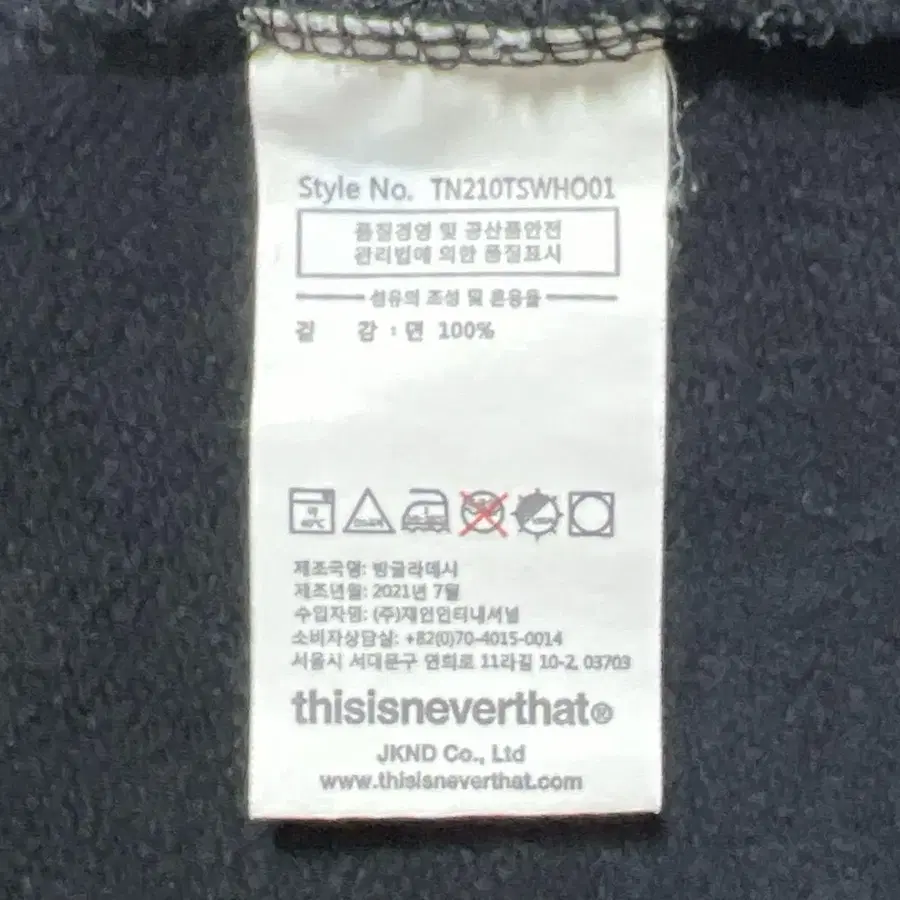 Style No. TN210TSWHO01
품질경영 및 공산품안전
관리법에 의한 품질표시
섬유의 조성 및 혼용율
겉 감 : 면 100%
약 40℃
제조국명: 방글라데시
제조년월: 2021년 7월
수입자명: (주)제인인터내셔널
소비자상담실: +82(0)70-4015-0014
서울시 서대문구 연희로 11라길 10-2, 03703
thisisneverthat®
JKND Co., Ltd
www.thisisneverthat.com